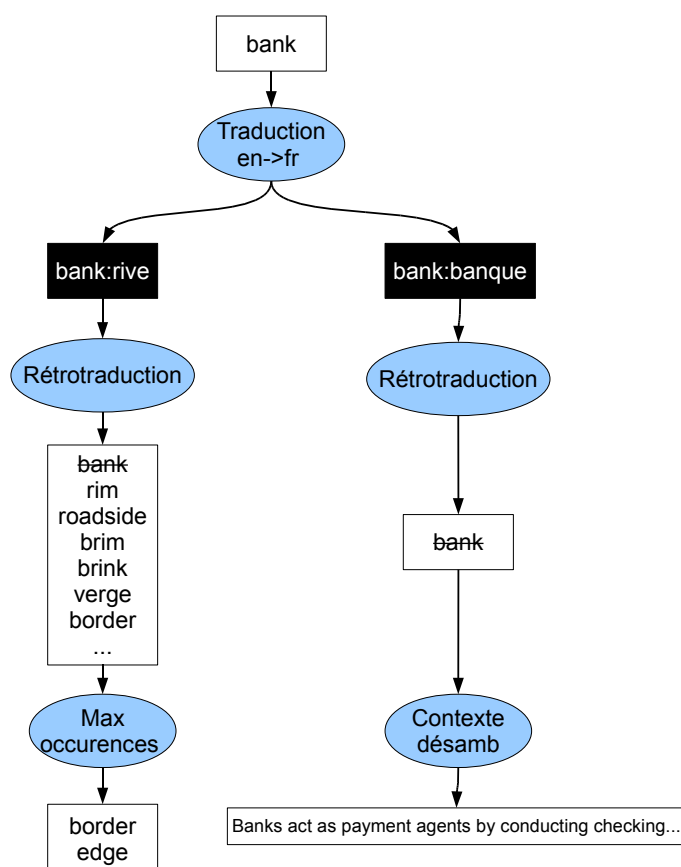 bank
Traduction
en->fr
bank:rive
bank:banque
Rétrotraduction
Rétrotraduction
bank
rim
roadside
brim
brink
verge
border
...
bank
Max
occurences
Contexte
désamb
border
edge
Banks act as payment agents by conducting checking...